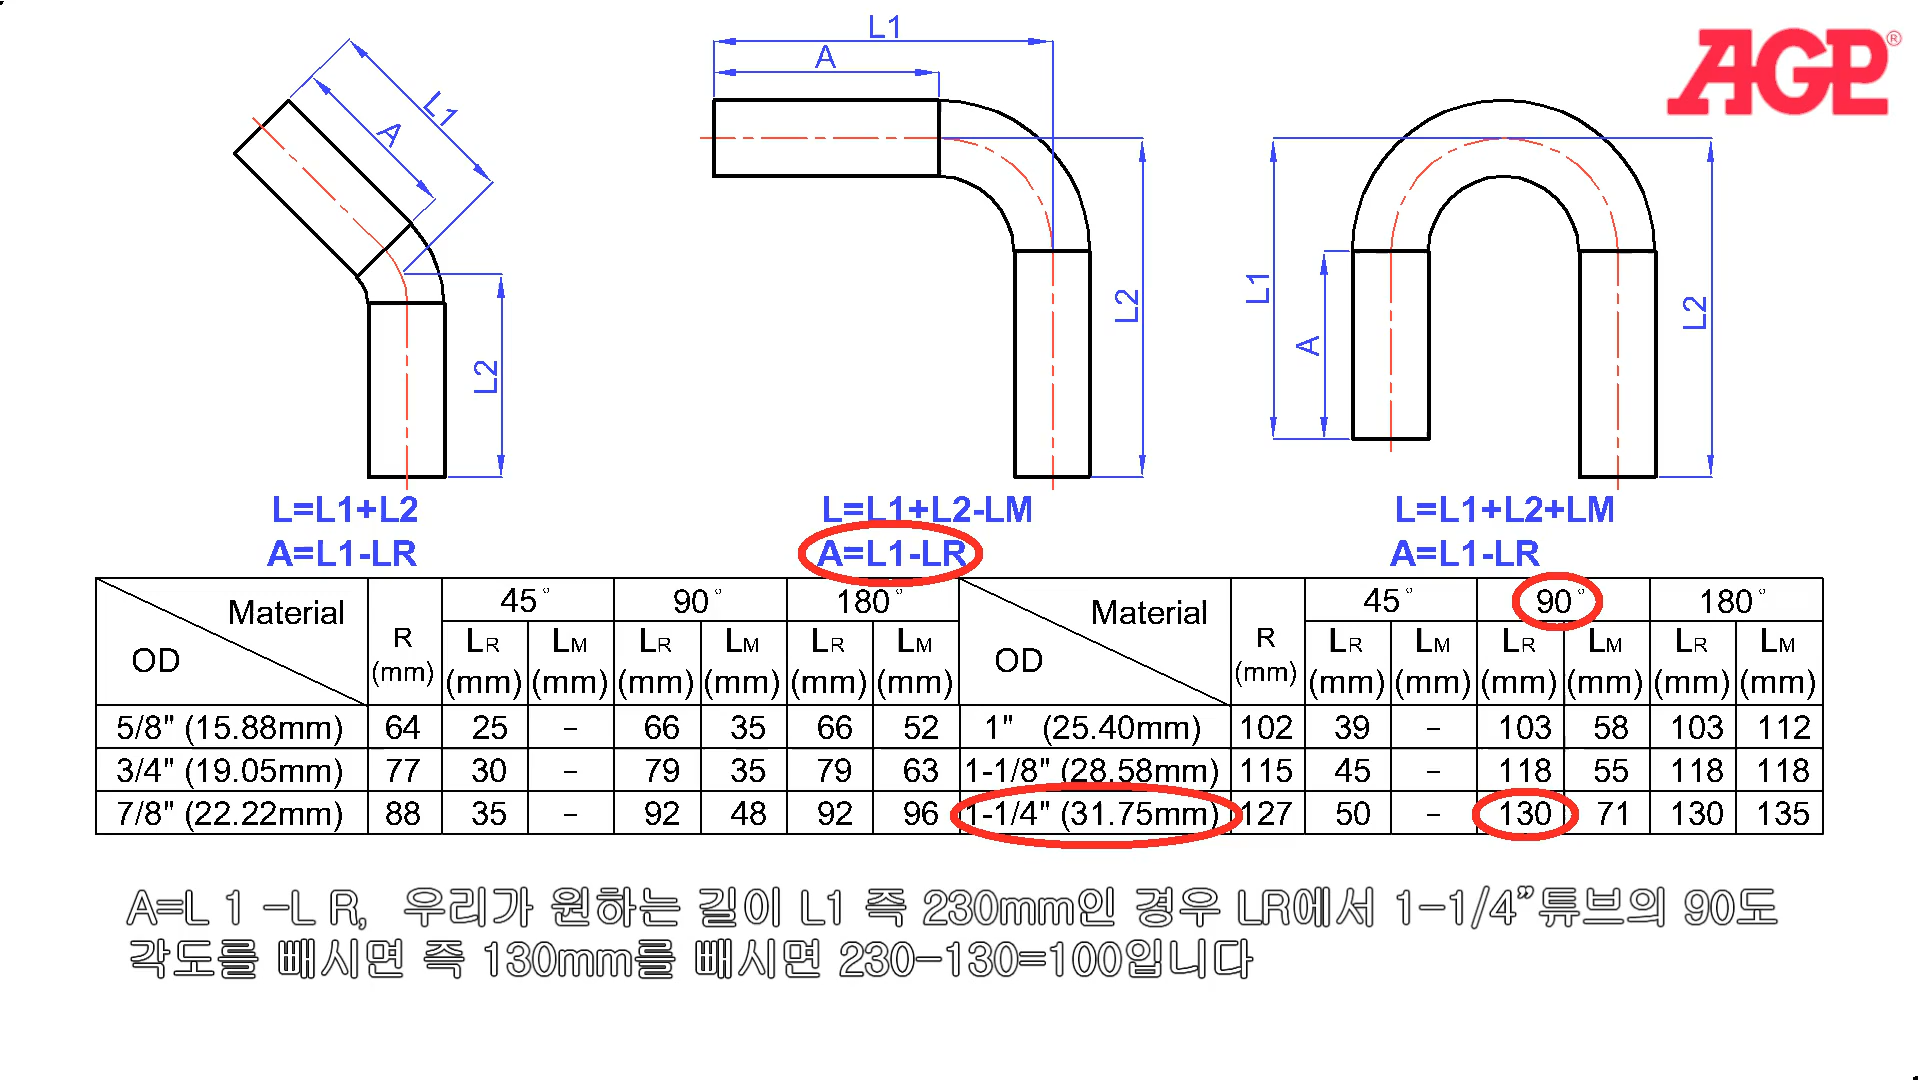 L1
A
AGP®
L1
A
L2
L2
L1
A
L2
L=L1+L2
A=L1-LR
L=L1+L2-LM
A=L1-LR
L=L1+L2+LM
A=L1-LR
Material OD R (mm) 45° 90° 180° Material OD R (mm) 45° 90° 180°
LR (mm) LM (mm) LR (mm) LM (mm) LR (mm) LM (mm) LR (mm) LM (mm) LR (mm) LM (mm) LR (mm) LM (mm)
5/8" (15.88mm) 64 25 - 66 35 66 52 1" (25.40mm) 102 39 - 103 58 103 112
3/4" (19.05mm) 77 30 - 79 35 79 63 1-1/8" (28.58mm) 115 45 - 118 55 118 118
7/8" (22.22mm) 88 35 - 92 48 92 96 1-1/4" (31.75mm) 127 50 - 130 71 130 135
A=L 1 -L R, 우리가 원하는 길이 L1 즉 230mm인 경우 LR에서 1-1/4”튜브의 90도
각도를 빼시면 즉 130mm를 빼시면 230-130=100입니다